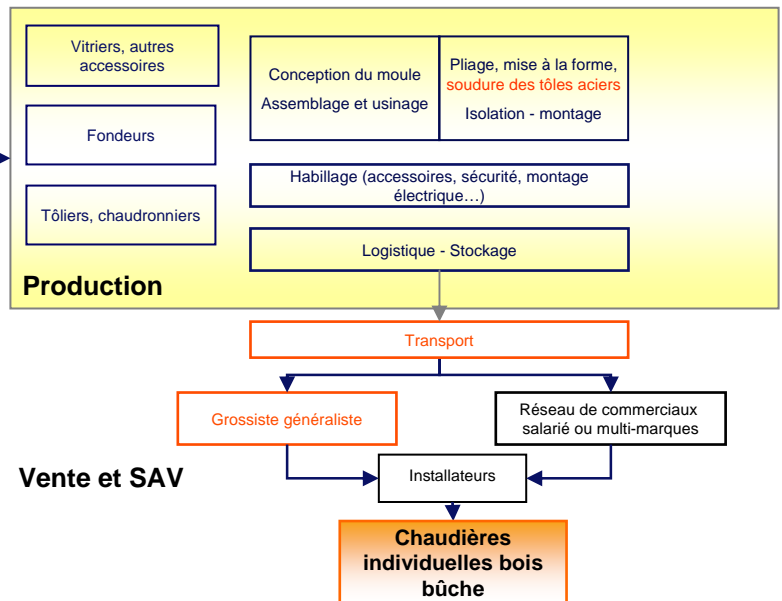 Vitriers, autres
accessoires
Fondeurs
Tôliers, chaudronniers
Conception du moule
Assemblage et usinage
Pliage, mise à la forme,
soudure des tôles aciers
Isolation - montage
Habillage (accessoires, sécurité, montage
électrique…)
Logistique - Stockage
Production
Transport
Grossiste généraliste
Réseau de commerciaux
salarié ou multi-marques
Vente et SAV
Installateurs
Chaudières
individuelles bois
bûche